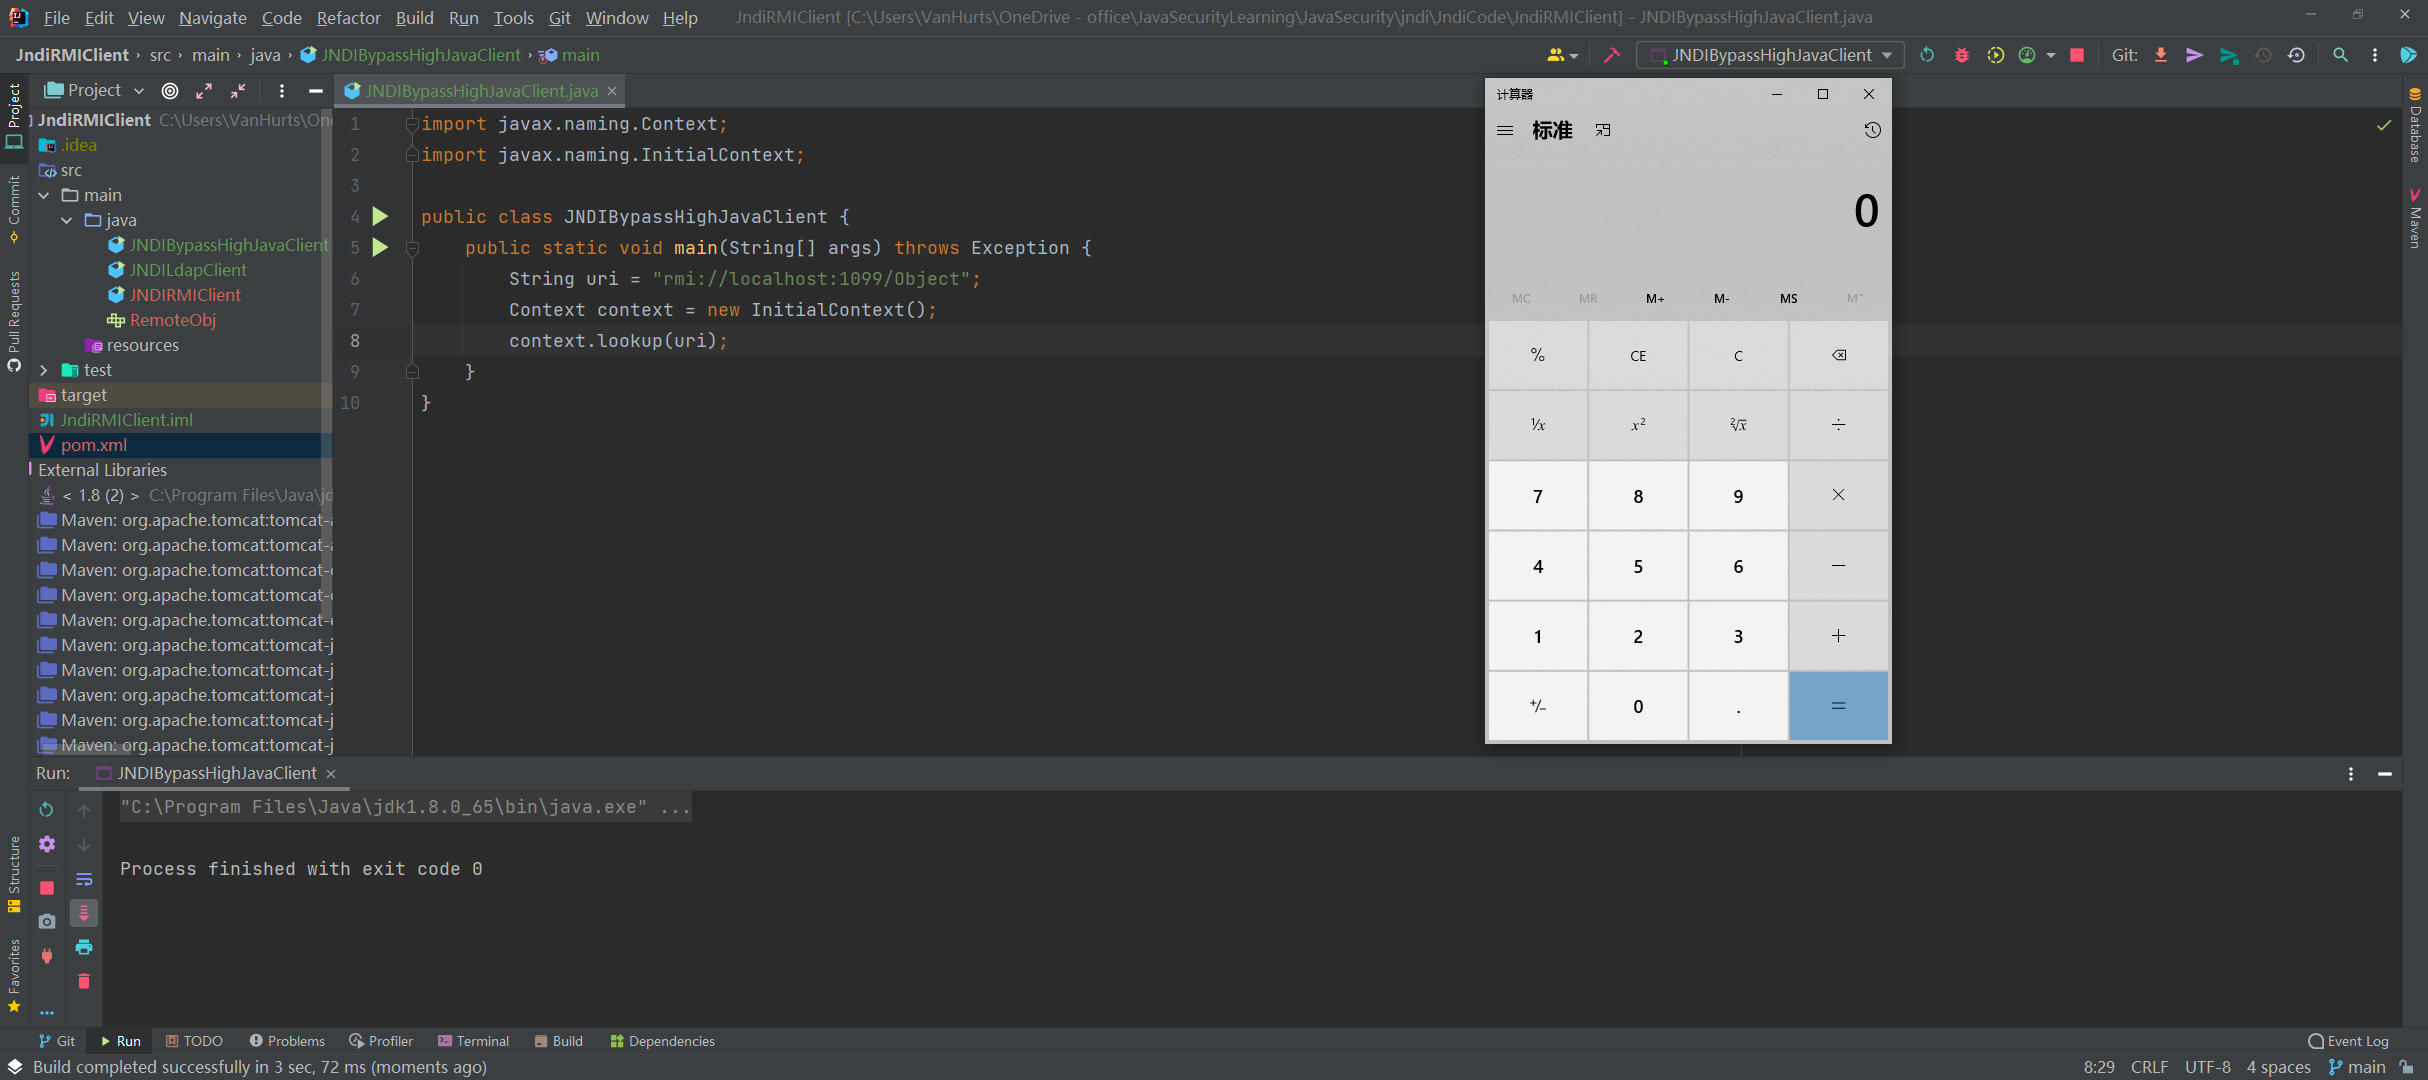 File Edit View Navigate Code Refactor Build Run Tools Git Window Help JndiRMIClient [C:\Users\VanHurts\OneDrive - office\JavaSecurityLearning\JavaSecurity\jndi\JndiCode\JndiRMIClient] - JNDIBypassHighJavaClient.java
JndiRMIClient › src › main › java › JNDIBypassHighJavaClient › main
JNDIBypassHighJavaClient
Git:
Project
JNDIBypassHighJavaClient.java
Project
Commit
Pull Requests
Structure
Favorites
JndiRMIClient C:\Users\VanHurts\On
.idea
src
main
java
JNDIBypassHighJavaClient
JNDILdapClient
JNDIRMIClient
RemoteObj
resources
test
target
JndiRMIClient.iml
pom.xml
External Libraries
< 1.8 (2) > C:\Program Files\Java\jd
Maven: org.apache.tomcat:tomcat-a
Maven: org.apache.tomcat:tomcat-a
Maven: org.apache.tomcat:tomcat-
Maven: org.apache.tomcat:tomcat-
Maven: org.apache.tomcat:tomcat-
Maven: org.apache.tomcat:tomcat-j
Maven: org.apache.tomcat:tomcat-j
Maven: org.apache.tomcat:tomcat-j
Maven: org.apache.tomcat:tomcat-j
Maven: org.apache.tomcat:tomcat-j
1 import javax.naming.Context;
2 import javax.naming.InitialContext;
3
4 public class JNDIBypassHighJavaClient {
5 public static void main(String[] args) throws Exception {
6 String uri = "rmi://localhost:1099/Object";
7 Context context = new InitialContext();
8 context.lookup(uri);
9 }
10 }
计算器
标准
0
MC MR M+ M- MS M˅
% CE C
⅟x x² ²√x ÷
7 8 9 ×
4 5 6 −
1 2 3 +
+/− 0 . =
Database
Maven
Run: JNDIBypassHighJavaClient
"C:\Program Files\Java\jdk1.8.0_65\bin\java.exe" ...
Process finished with exit code 0
Git Run TODO Problems Profiler Terminal Build Dependencies Event Log
Build completed successfully in 3 sec, 72 ms (moments ago) 8:29 CRLF UTF-8 4 spaces main